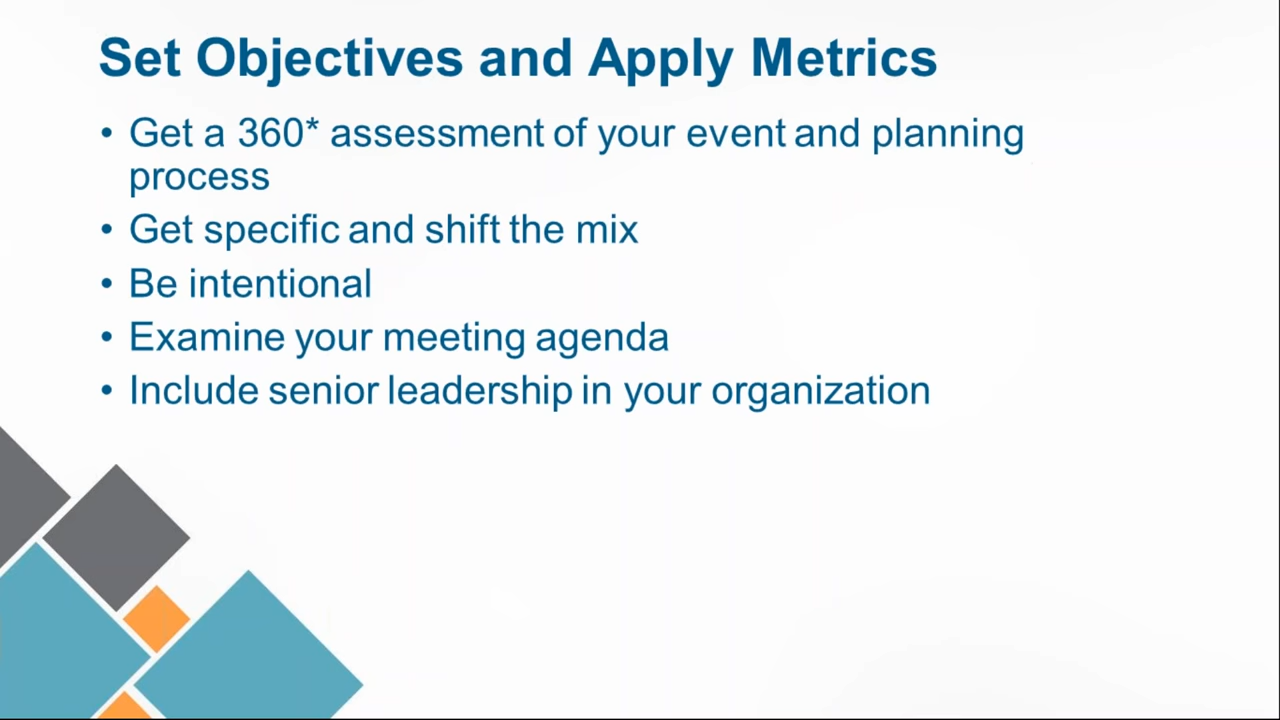 Set Objectives and Apply Metrics
• Get a 360* assessment of your event and planning
process
• Get specific and shift the mix
• Be intentional
• Examine your meeting agenda
• Include senior leadership in your organization